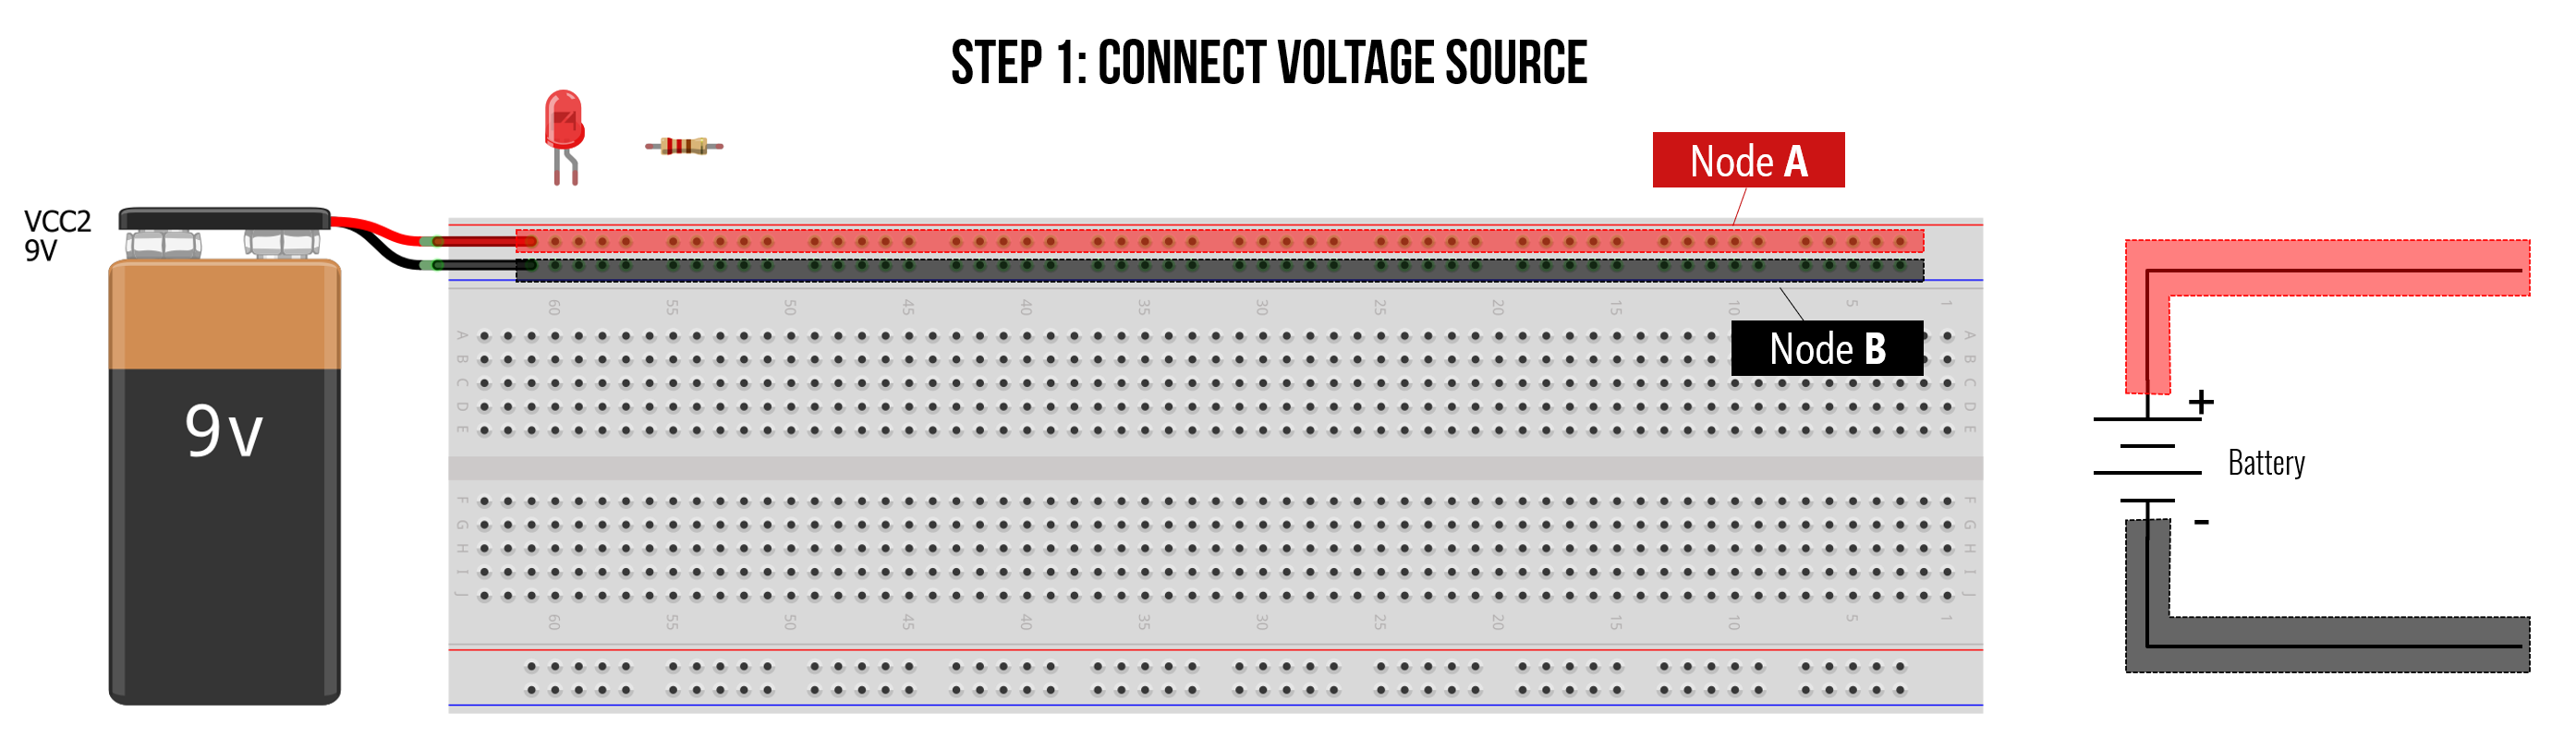 STEP 1: CONNECT VOLTAGE SOURCE
Node A
VCC2
9V
60 55 50 45 40 35 30 25 20 15 10 5 1
Node B
A A
B B
C C
D D
E E
9v
+
Battery
-
F F
G G
H H
I I
J J
60 55 50 45 40 35 30 25 20 15 10 5 1